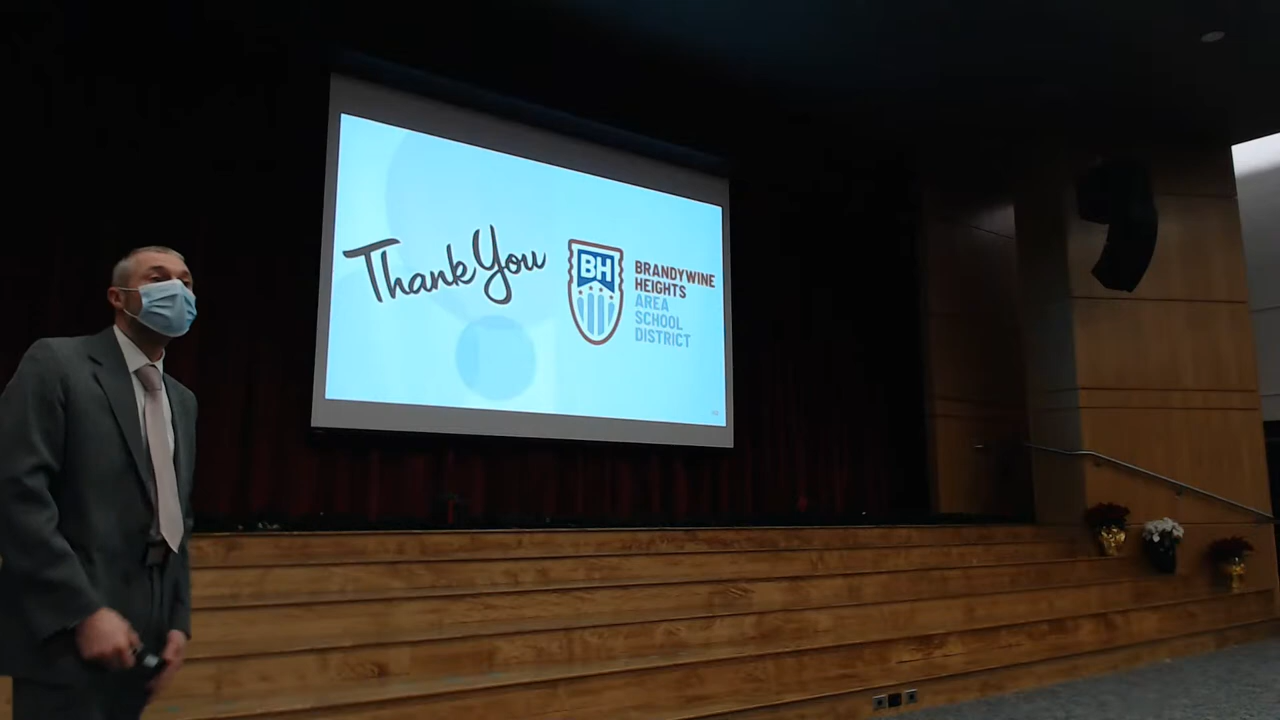 Thank You
BH
BRANDYWINE
HEIGHTS
AREA
SCHOOL
DISTRICT